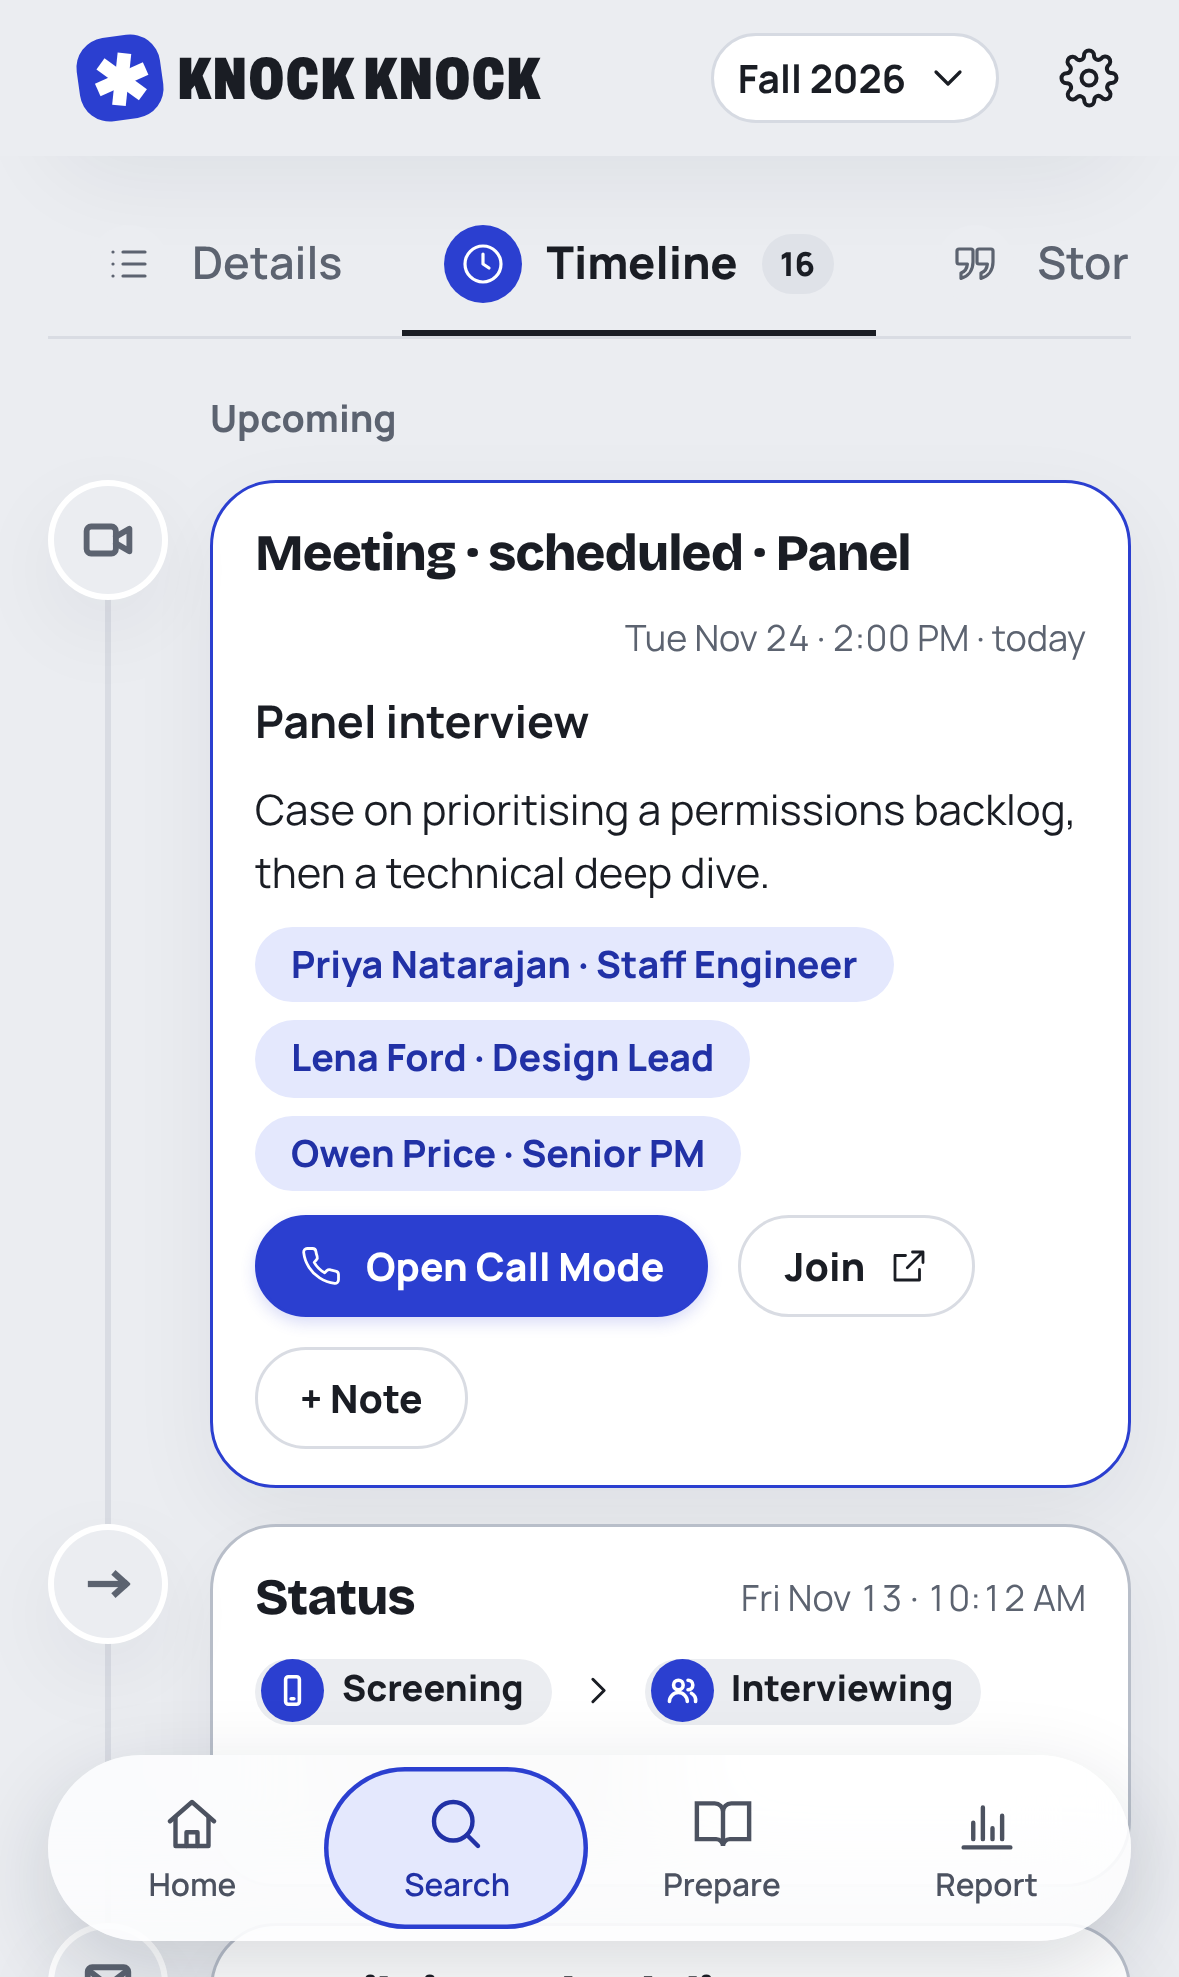 KNOCK KNOCK
Fall 2026
Details
Timeline 16
Stor
Upcoming
Meeting · scheduled · Panel
Tue Nov 24 · 2:00 PM · today
Panel interview
Case on prioritising a permissions backlog,
then a technical deep dive.
Priya Natarajan · Staff Engineer
Lena Ford · Design Lead
Owen Price · Senior PM
Open Call Mode
Join
+ Note
Status
Fri Nov 13 · 10:12 AM
Screening
Interviewing
Home
Search
Prepare
Report